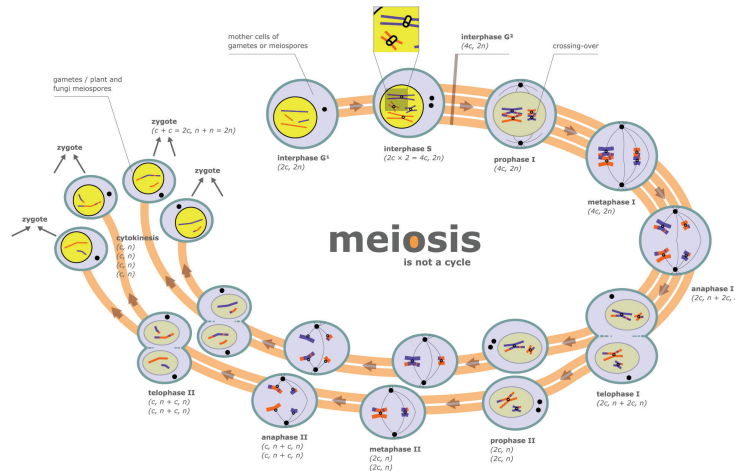 mother cells of
gametes or meiospores
interphase G²
(4c, 2n)
crossing-over
gametes / plant and
fungi meiospores
zygote
(c + c = 2c, n + n = 2n)
zygote
zygote
zygote
interphase G¹
(2c, 2n)
interphase S
(2c × 2 = 4c, 2n)
prophase I
(4c, 2n)
metaphase I
(4c, 2n)
cytokinesis
(c, n)
(c, n)
(c, n)
(c, n)
meiosis
is not a cycle
anaphase I
(2c, n + 2c,
telophase I
(2c, n + 2c, n)
telophase II
(c, n + c, n)
(c, n + c, n)
anaphase II
(c, n + c, n)
(c, n + c, n)
metaphase II
(2c, n)
(2c, n)
prophase II
(2c, n)
(2c, n)